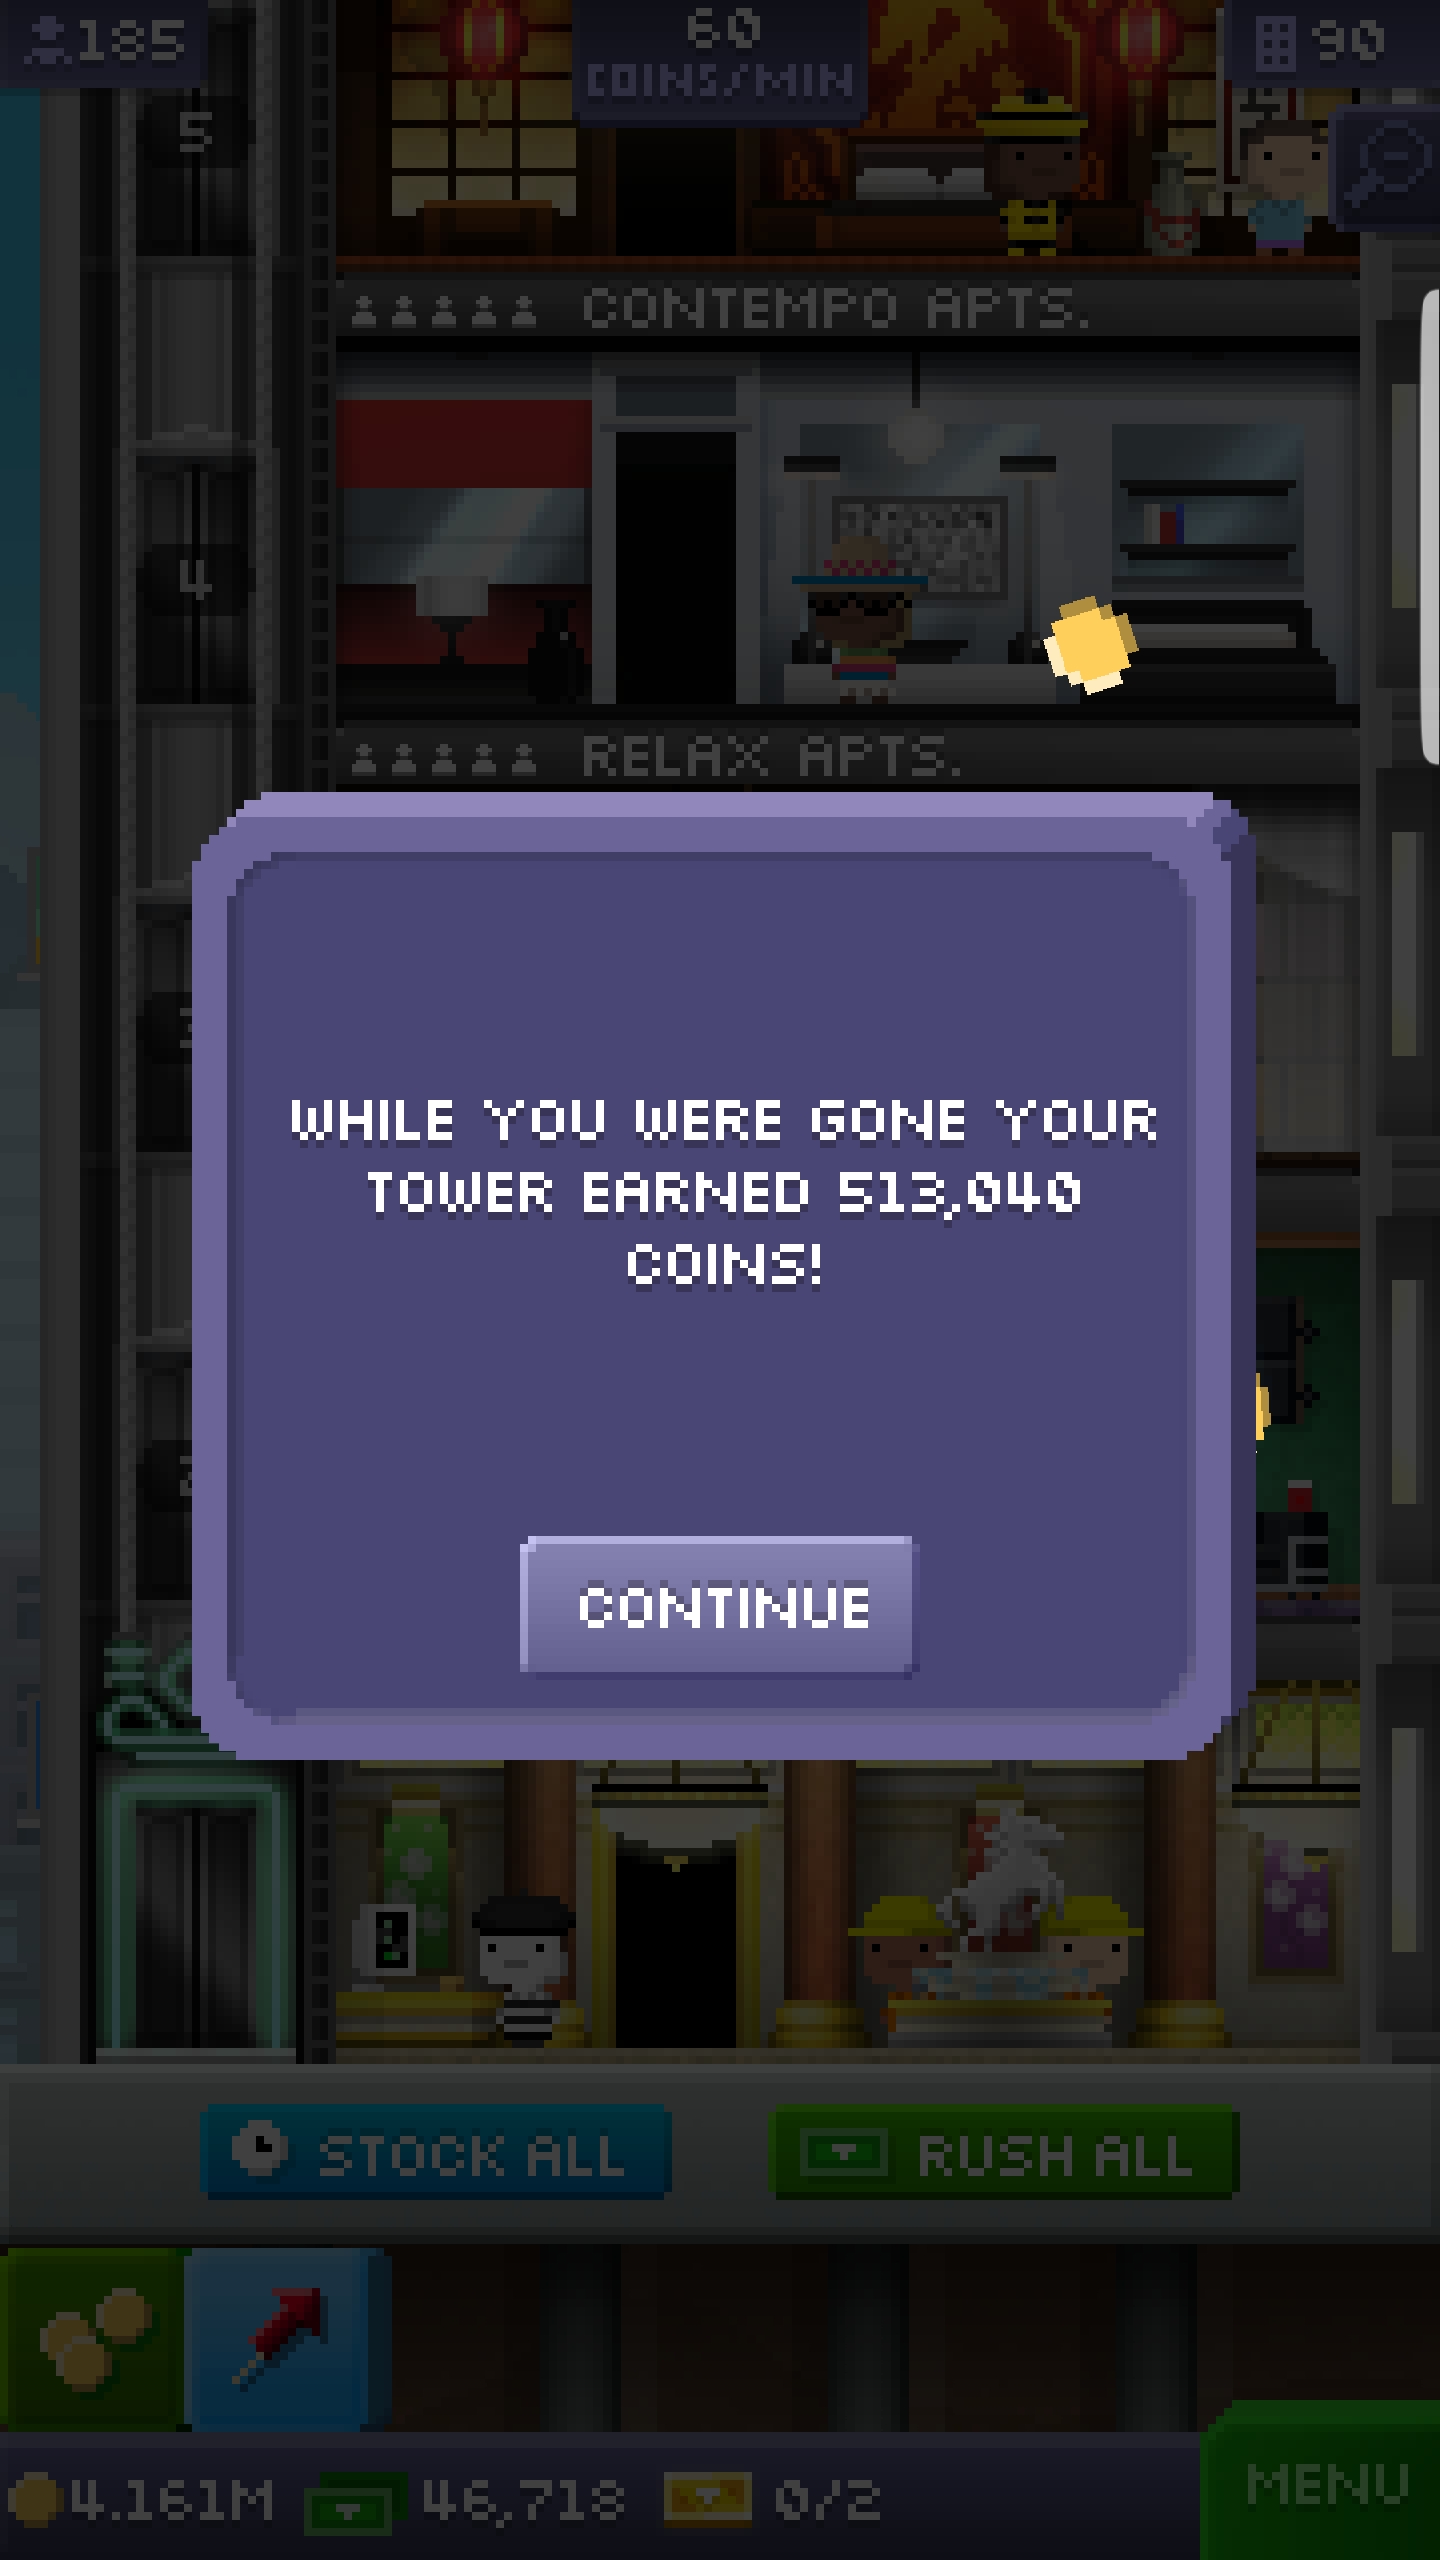 185
60
COINS/MIN
90
5
CONTEMPO APTS.
4
RELAX APTS.
WHILE YOU WERE GONE YOUR
TOWER EARNED 513,040
COINS!
CONTINUE
STOCK ALL
RUSH ALL
4.161M
46,718
0/2
MENU